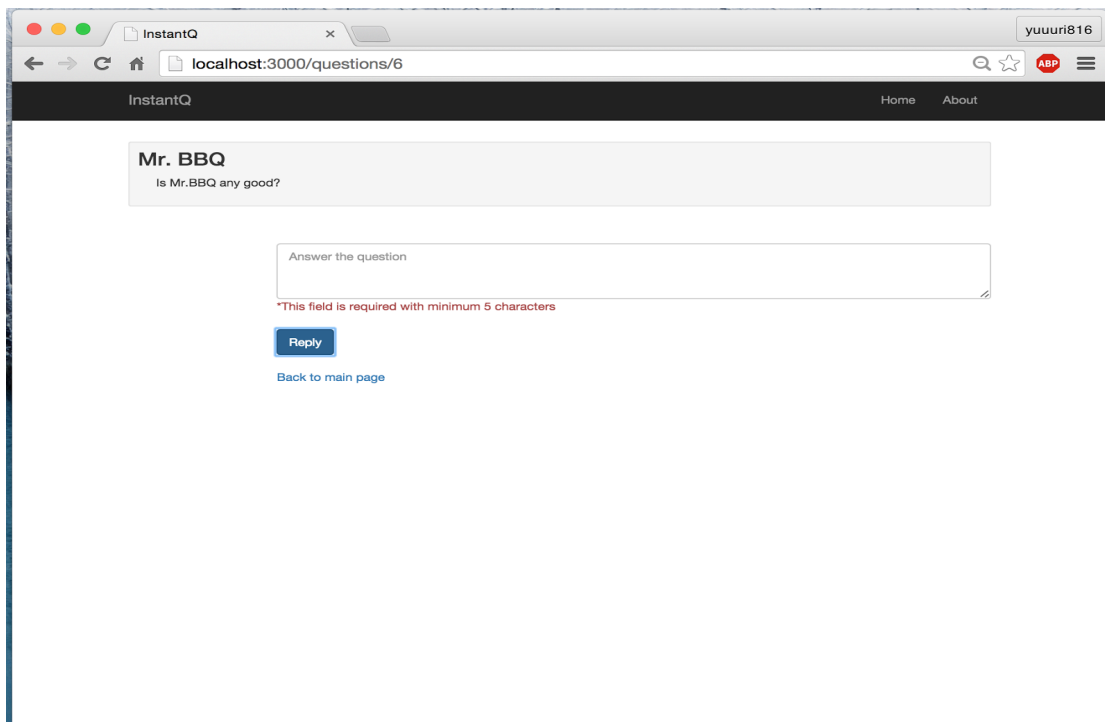 InstantQ
yuuuri816
localhost:3000/questions/6
ABP
InstantQ Home About
Mr. BBQ
Is Mr.BBQ any good?
Answer the question
*This field is required with minimum 5 characters
Reply
Back to main page